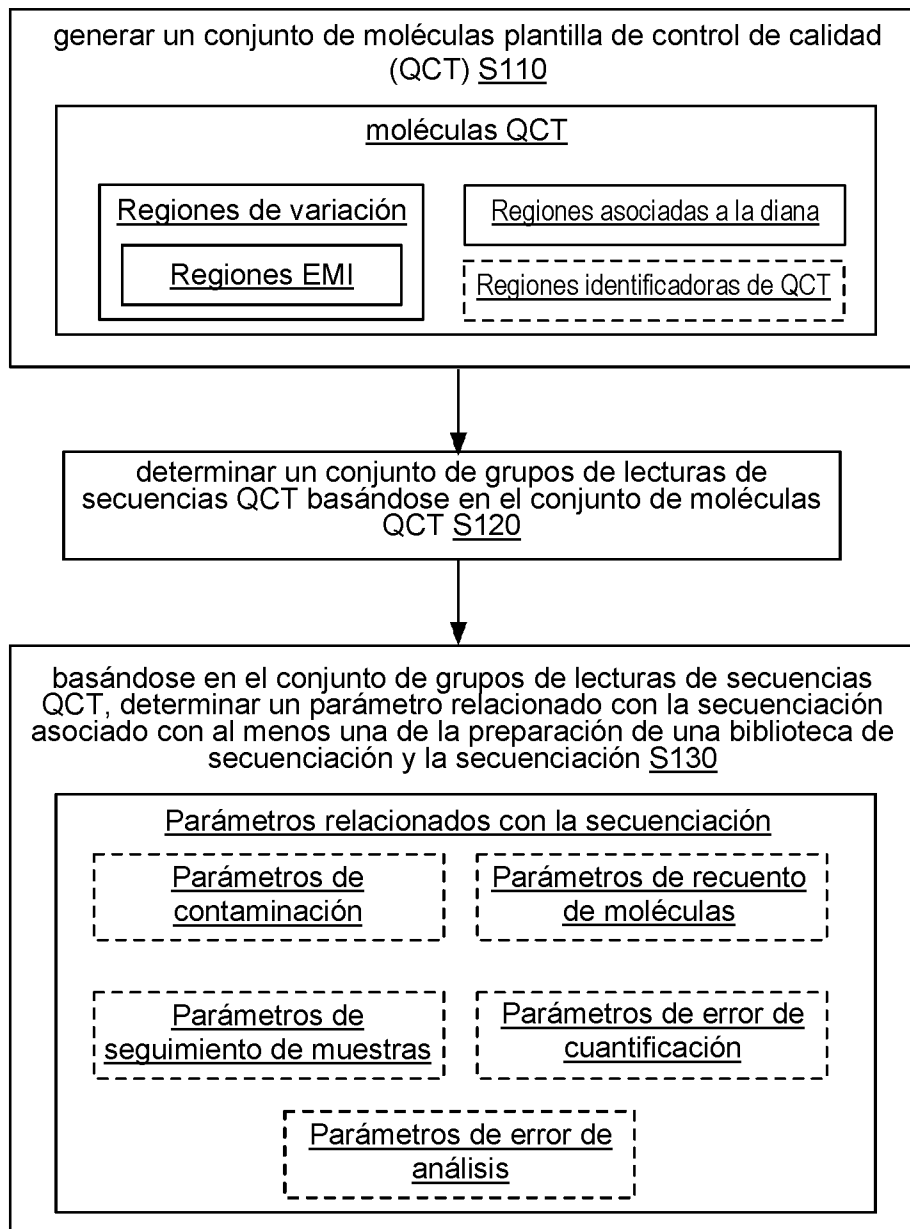 generar un conjunto de moléculas plantilla de control de calidad
(QCT) S110
moléculas QCT
Regiones de variación
Regiones EMI
Regiones asociadas a la diana
Regiones identificadoras de QCT
determinar un conjunto de grupos de lecturas de
secuencias QCT basándose en el conjunto de moléculas
QCT S120
basándose en el conjunto de grupos de lecturas de secuencias
QCT, determinar un parámetro relacionado con la secuenciación
asociado con al menos una de la preparación de una biblioteca de
secuenciación y la secuenciación S130
Parámetros relacionados con la secuenciación
Parámetros de
contaminación
Parámetros de recuento
de moléculas
Parámetros de
seguimiento de muestras
Parámetros de error de
cuantificación
Parámetros de error de
análisis